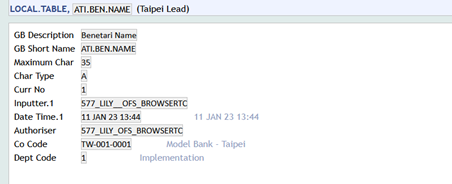 LOCAL.TABLE, ATI.BEN.NAME (Taipei Lead)
GB Description Benetari Name
GB Short Name ATI.BEN.NAME
Maximum Char 35
Char Type A
Curr No 1
Inputter.1 577_LILY__OFS_BROWSERTC
Date Time.1 11 JAN 23 13:44 11 JAN 23 13:44
Authoriser 577_LILY_OFS_BROWSERTC
Co Code TW-001-0001 Model Bank - Taipei
Dept Code 1 Implementation